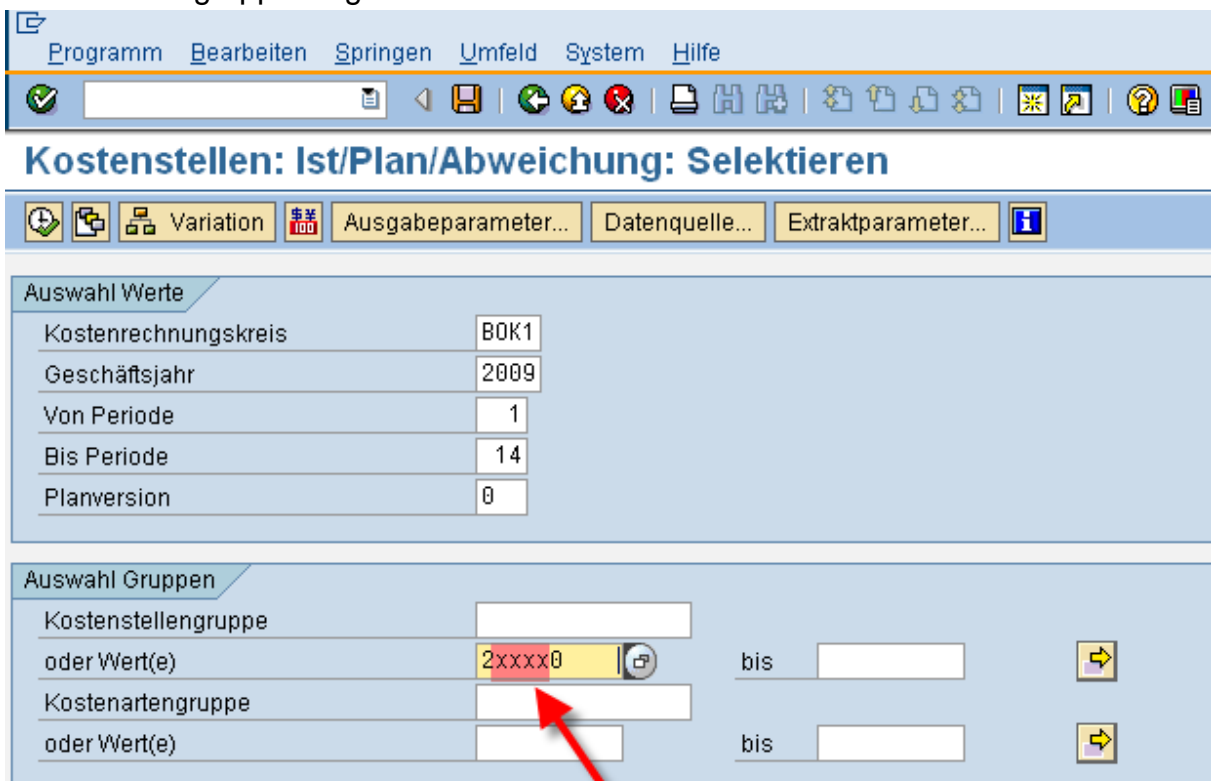 Programm Bearbeiten Springen Umfeld System Hilfe
Kostenstellen: Ist/Plan/Abweichung: Selektieren
Variation Ausgabeparameter... Datenquelle... Extraktparameter...
Auswahl Werte
Kostenrechnungskreis BOK1
Geschäftsjahr 2009
Von Periode 1
Bis Periode 14
Planversion 0
Auswahl Gruppen
Kostenstellengruppe
oder Wert(e) 2xxxx0 bis
Kostenartengruppe
oder Wert(e) bis